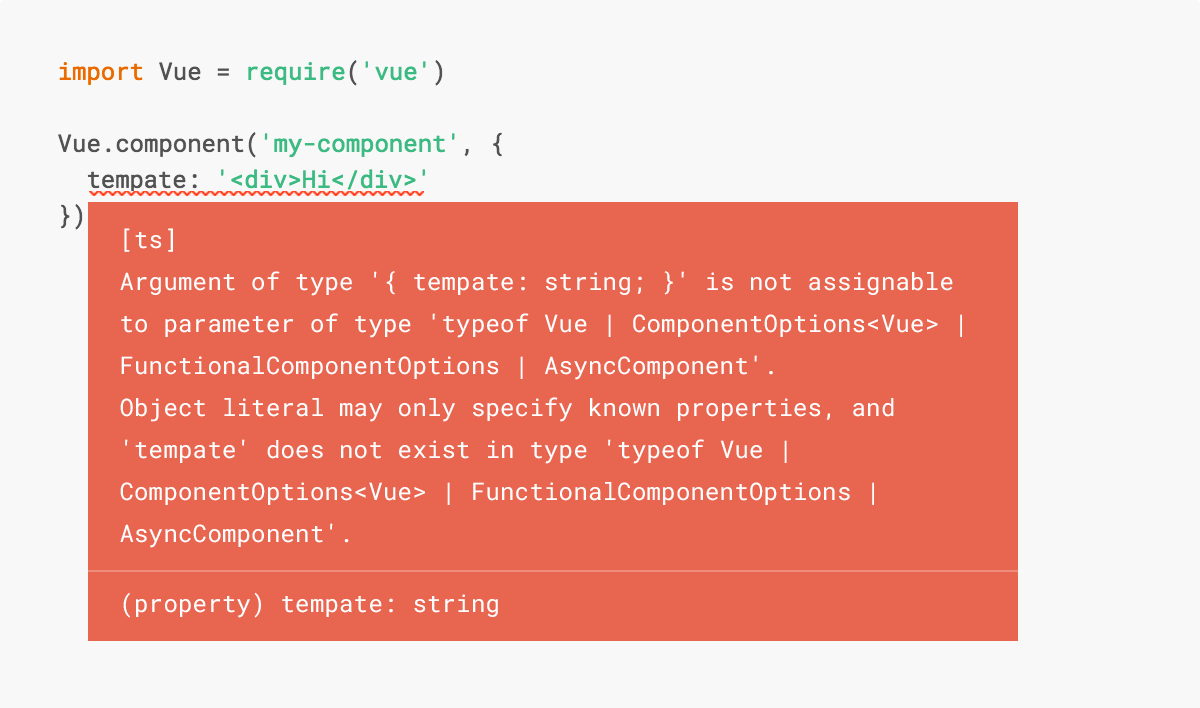 import Vue = require('vue')
Vue.component('my-component', {
tempate: '<div>Hi</div>'
})
[ts]
Argument of type '{ tempate: string; }' is not assignable
to parameter of type 'typeof Vue | ComponentOptions<Vue> |
FunctionalComponentOptions | AsyncComponent'.
Object literal may only specify known properties, and
'tempate' does not exist in type 'typeof Vue |
ComponentOptions<Vue> | FunctionalComponentOptions |
AsyncComponent'.
(property) tempate: string